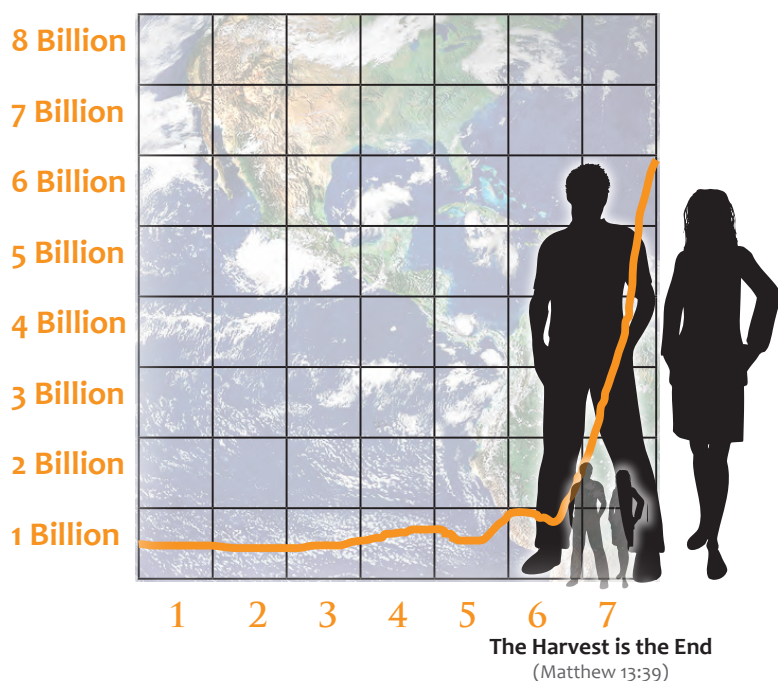 8 Billion
7 Billion
6 Billion
5 Billion
4 Billion
3 Billion
2 Billion
1 Billion
1 2 3 4 5 6 7
The Harvest is the End
(Matthew 13:39)